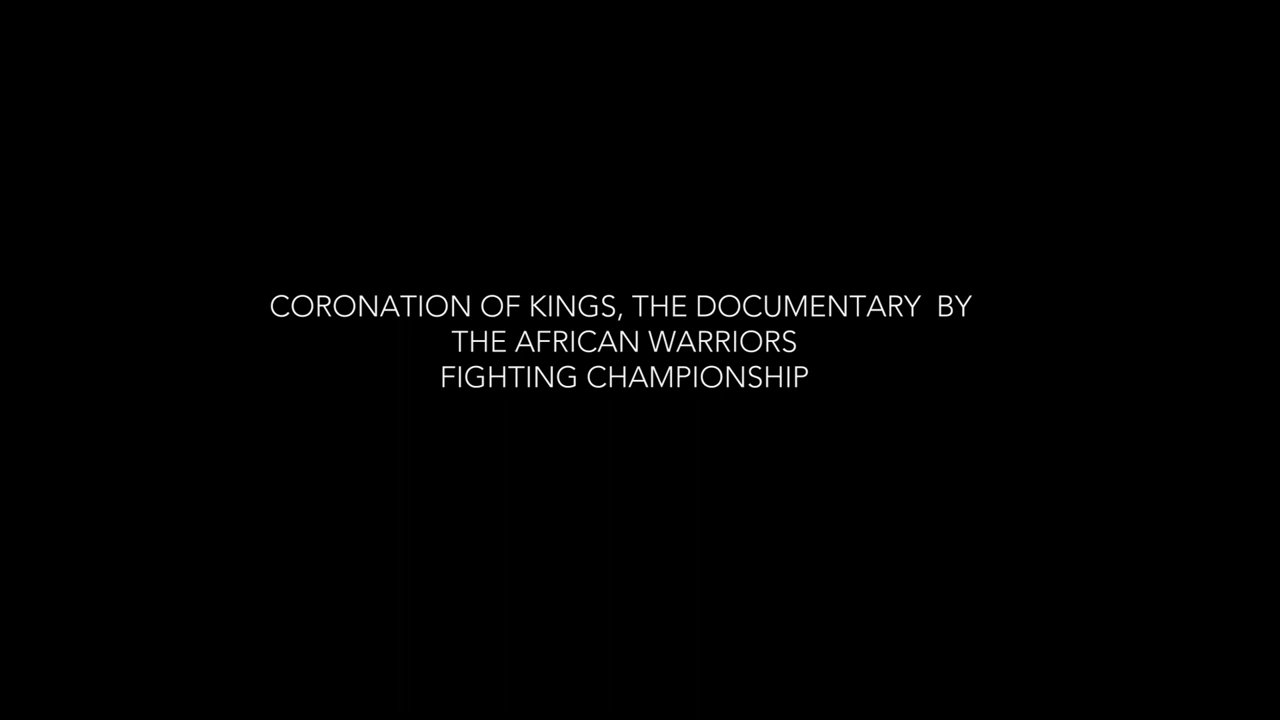 CORONATION OF KINGS, THE DOCUMENTARY  BY
THE AFRICAN WARRIORS
FIGHTING CHAMPIONSHIP